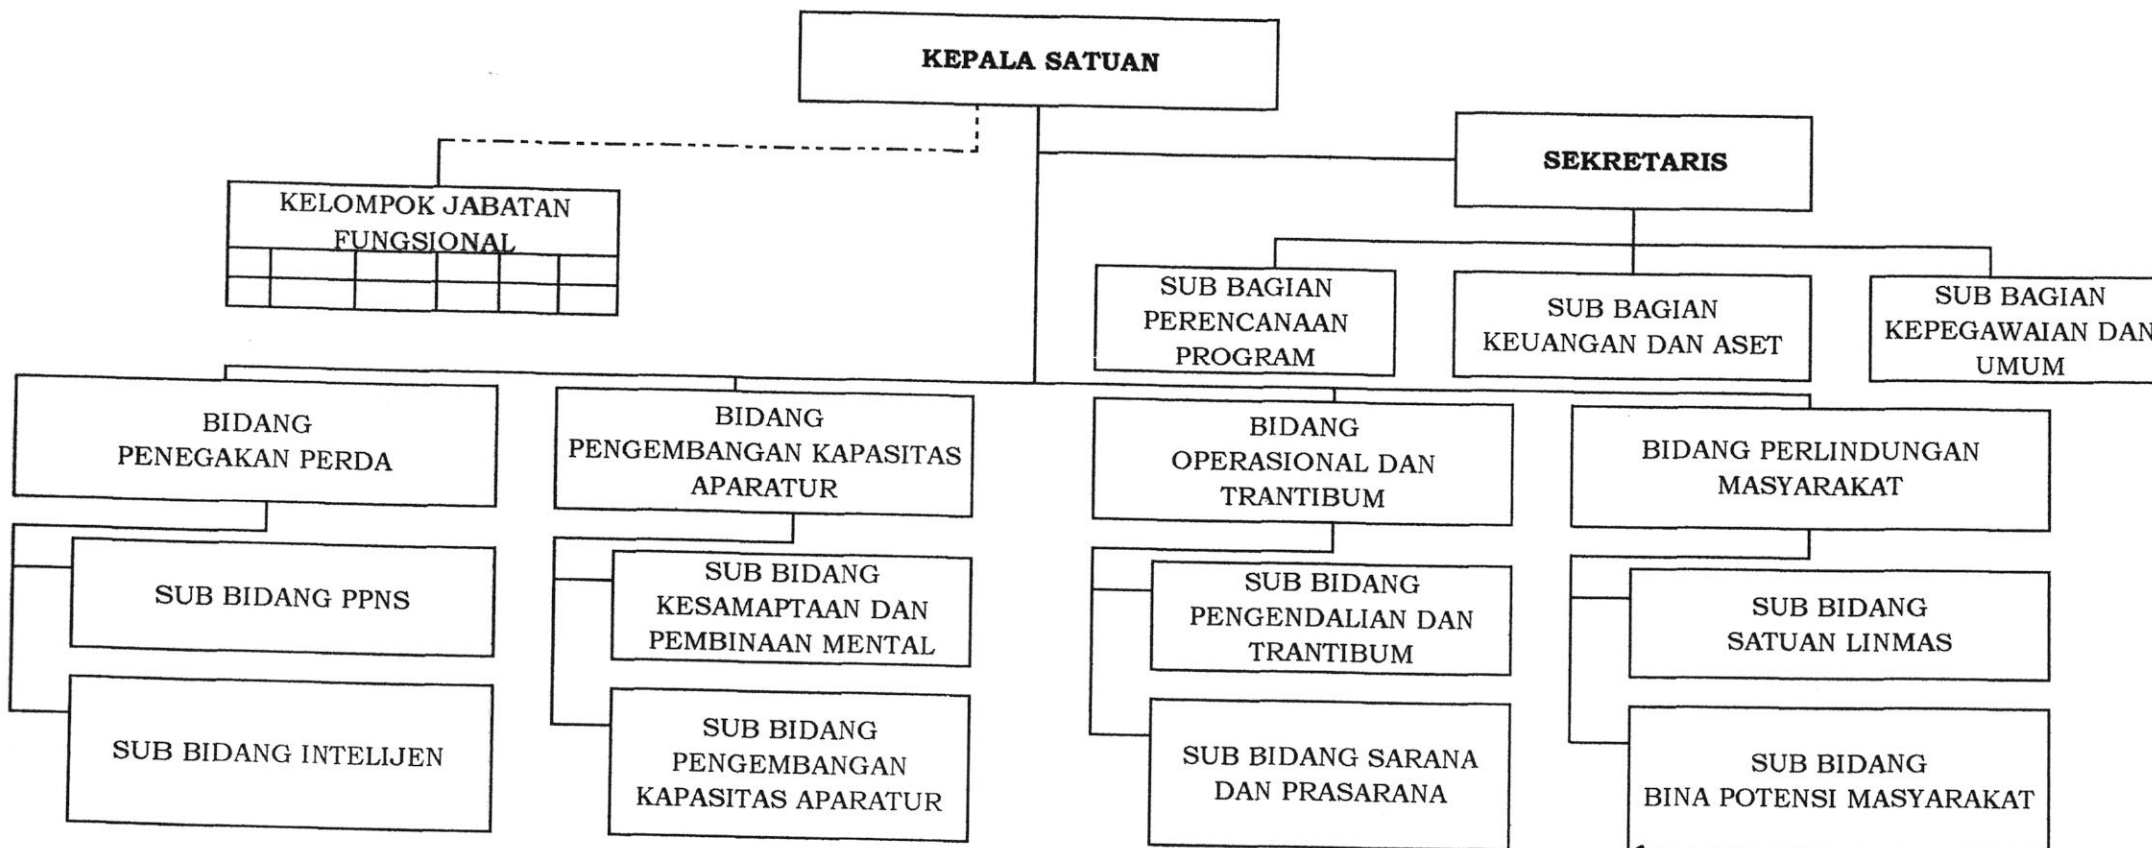 KEPALA SATUAN
SEKRETARIS
KELOMPOK JABATAN
FUNGSIONAL
SUB BAGIAN
PERENCANAAN
PROGRAM
SUB BAGIAN
KEUANGAN DAN ASET
SUB BAGIAN
KEPEGAWAIAN DAN
UMUM
BIDANG
PENEGAKAN PERDA
BIDANG
PENGEMBANGAN KAPASITAS
APARATUR
BIDANG
OPERASIONAL DAN
TRANTIBUM
BIDANG PERLINDUNGAN
MASYARAKAT
SUB BIDANG PPNS
SUB BIDANG
KESAMAPTAAN DAN
PEMBINAAN MENTAL
SUB BIDANG
PENGENDALIAN DAN
TRANTIBUM
SUB BIDANG
SATUAN LINMAS
SUB BIDANG INTELIJEN
SUB BIDANG
PENGEMBANGAN
KAPASITAS APARATUR
SUB BIDANG SARANA
DAN PRASARANA
SUB BIDANG
BINA POTENSI MASYARAKAT